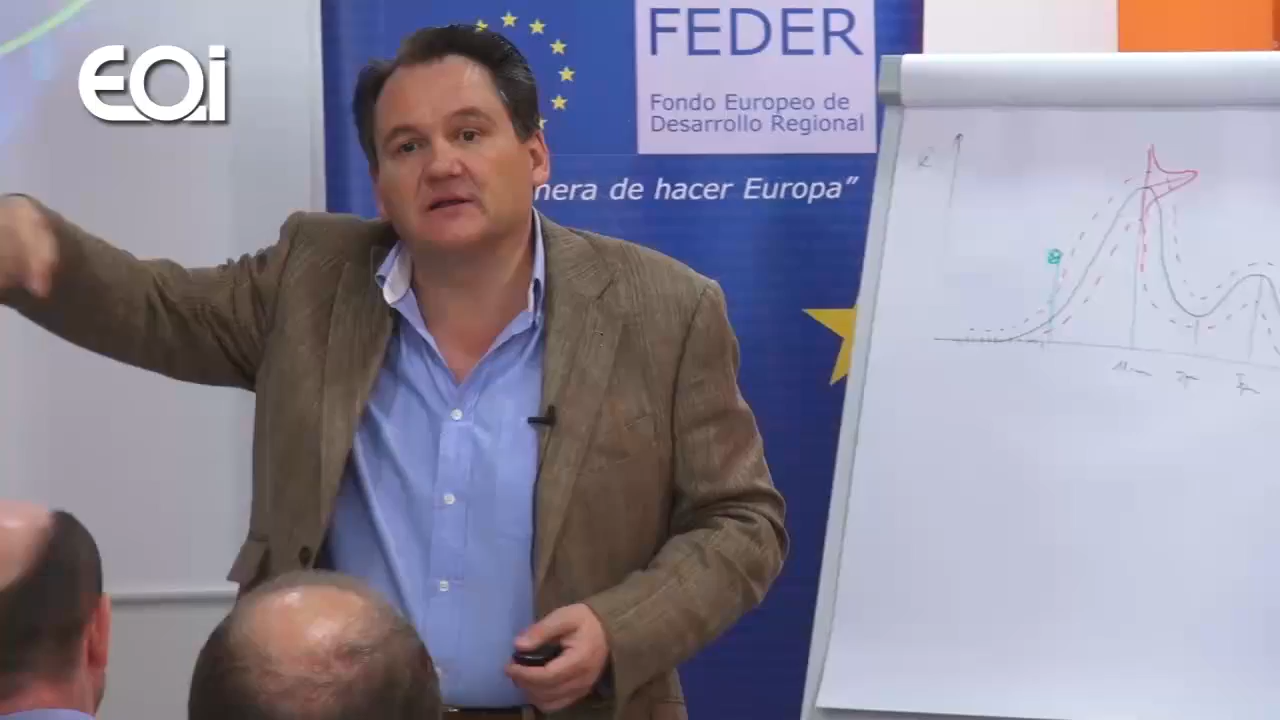 EOi
FEDER
Fondo Europeo de
Desarrollo Regional
nera de hacer Europa”